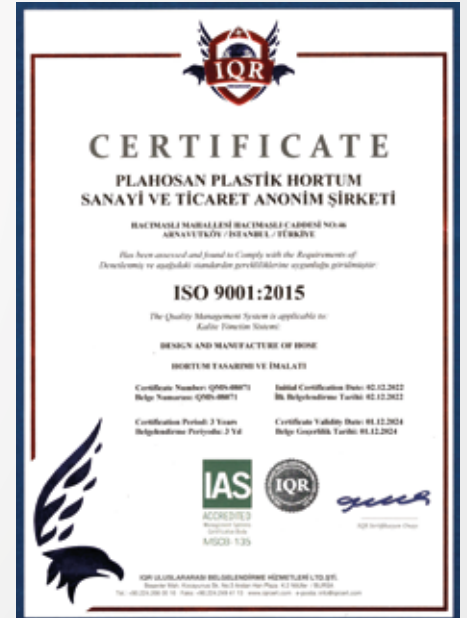 IQR
CERTIFICATE
PLAHOSAN PLASTİK HORTUM
SANAYİ VE TİCARET ANONİM ŞİRKETİ
HACIMASLI MAHALLESİ HACIMASLI CADDESİ NO:46
ARNAVUTKÖY / İSTANBUL / TÜRKİYE
Has been assessed and found to Comply with the Requirements of
Denetlenmiş ve aşağıdaki standardın gerekliliklerine uygunluğu görülmüştür
ISO 9001:2015
The Quality Management System is applicable to:
Kalite Yönetim Sistemi:
DESIGN AND MANUFACTURE OF HOSE
HORTUM TASARIMI VE İMALATI
Certificate Number: QMS-08071 Initial Certification Date: 02.12.2022
Belge Numarası: QMS-08071 İlk Belgelendirme Tarihi: 02.12.2022
Certification Period: 3 Years Certificate Validity Date: 01.12.2024
Belgelendirme Periyodu: 3 Yıl Belge Geçerlilik Tarihi: 01.12.2024
IAS
ACCREDITED
Management Systems
Certification Body
MSCB-135
IQR
IQR ULUSLARARASI BELGELENDİRME HİZMETLERİ LTD.ŞTİ.